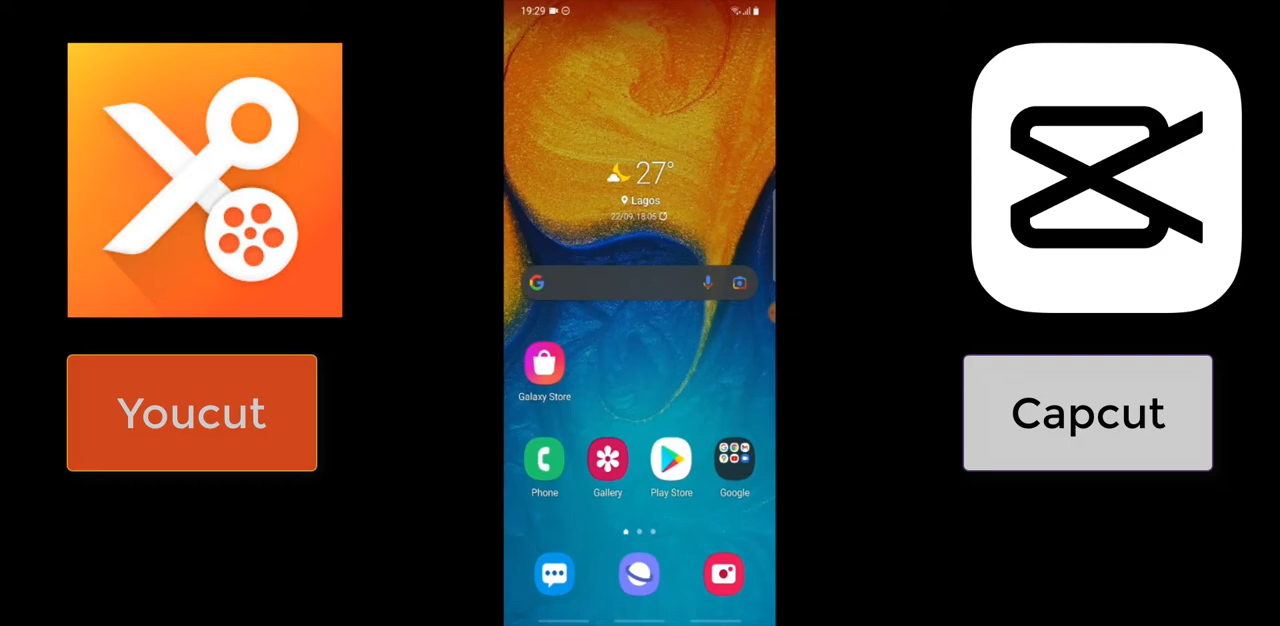 19:29
27°
Lagos
22/09, 18:05
Galaxy Store
Phone
Gallery
Play Store
Google
Youcut
Capcut